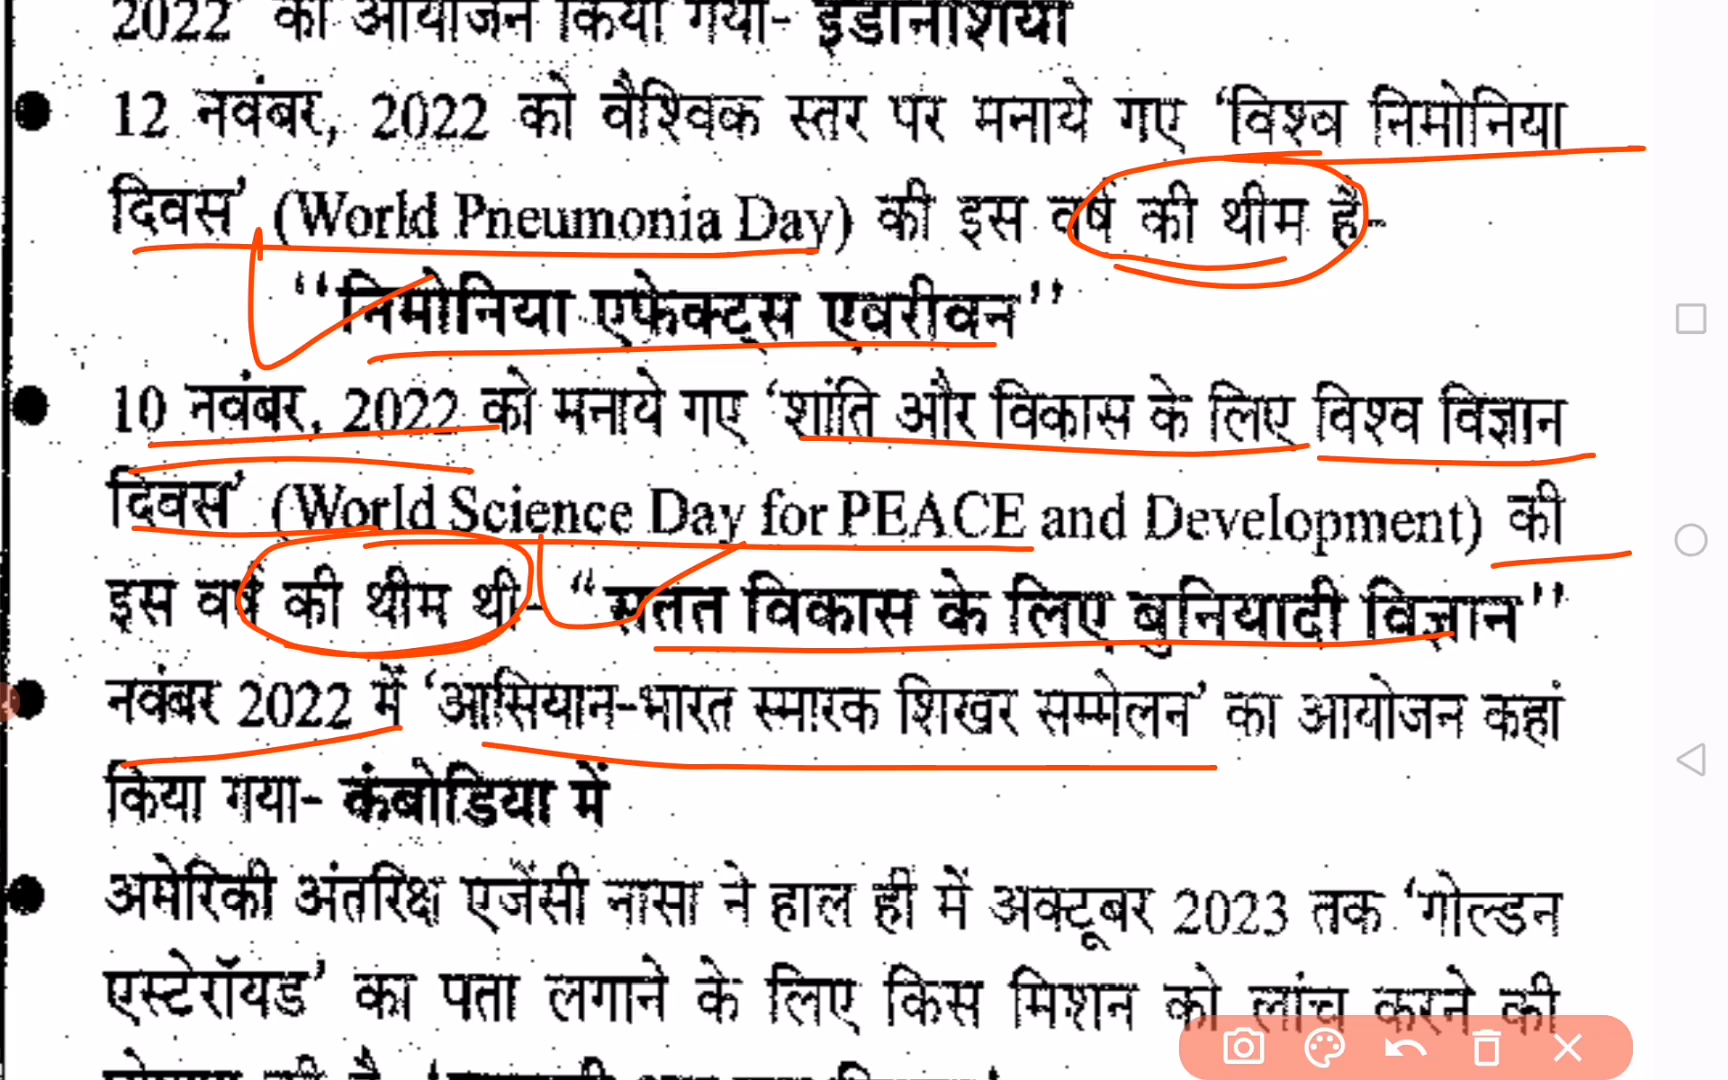 2022' का आयोजन किया गया- इंडोनेशिया
12 नवंबर, 2022 को वैश्विक स्तर पर मनाये गए 'विश्व निमोनिया
दिवस' (World Pneumonia Day) की इस वर्ष की थीम है-
"निमोनिया एफेक्ट्स एवरीवन"
10 नवंबर, 2022 को मनाये गए 'शांति और विकास के लिए विश्व विज्ञान
दिवस' (World Science Day for PEACE and Development) की
इस वर्ष की थीम थी- "सतत विकास के लिए बुनियादी विज्ञान"
नवंबर 2022 में 'आसियान-भारत स्मारक शिखर सम्मेलन' का आयोजन कहां
किया गया- कंबोडिया में
अमेरिकी अंतरिक्ष एजेंसी नासा ने हाल ही में अक्टूबर 2023 तक 'गोल्डन
एस्टेरॉयड' का पता लगाने के लिए किस मिशन को लांच करने की